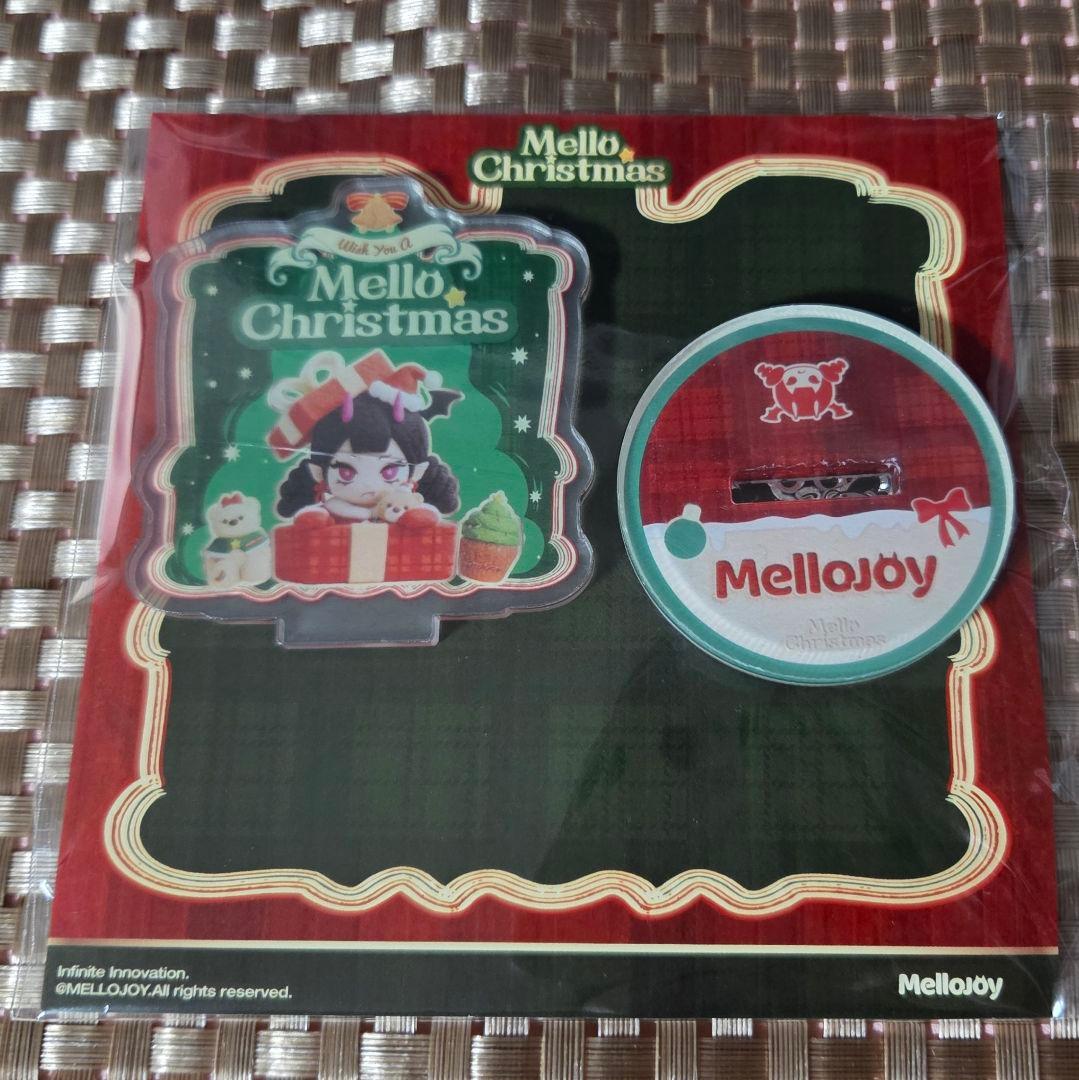 Mello
Christmas
Wish You A
Mello
Christmas
MelloJOY
Mello
Christmas
Infinite Innovation.
@MELLOJOY.All rights reserved.
MelloJOY